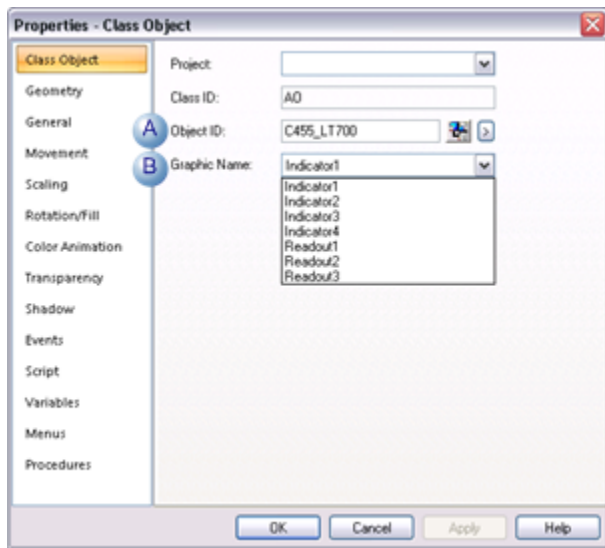 Properties - Class Object
Class Object
Geometry
General
Movement
Scaling
Rotation/Fill
Color Animation
Transparency
Shadow
Events
Script
Variables
Menus
Procedures
Project:
Class ID: AO
A Object ID: C455_LT700 >
B Graphic Name: Indicator1
Indicator1
Indicator2
Indicator3
Indicator4
Readout1
Readout2
Readout3
OK Cancel Apply Help